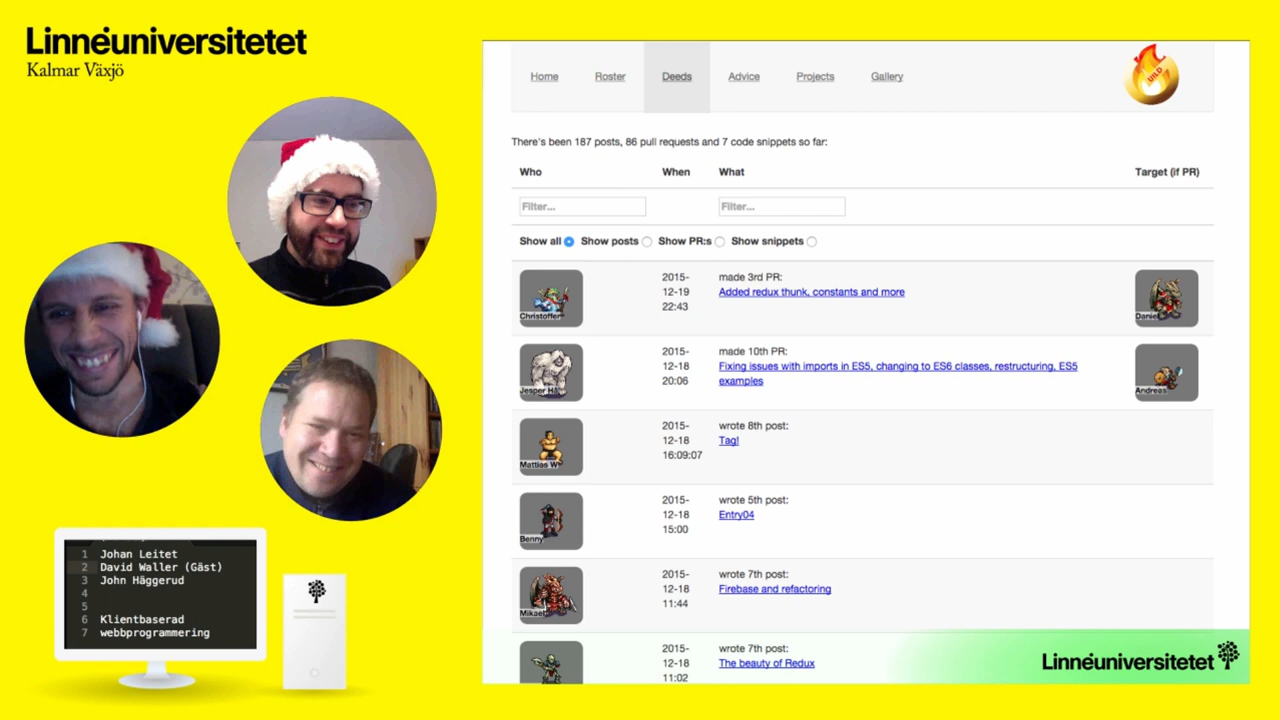 Linnéuniversitetet
Kalmar Växjö
Home Roster Deeds Advice Projects Gallery
UILD
There's been 187 posts, 86 pull requests and 7 code snippets so far:
Who When What Target (if PR)
Filter... Filter...
Show all Show posts Show PR:s Show snippets
2015-
12-19
22:43
made 3rd PR:
Added redux thunk, constants and more
Christoffer
Daniel
2015-
12-18
20:06
made 10th PR:
Fixing issues with imports in ES5, changing to ES6 classes, restructuring, ES5
examples
Jesper H
Andreas
2015-
12-18
16:09:07
wrote 8th post:
Tag!
Mattias W
2015-
12-18
15:00
wrote 5th post:
Entry04
Benny
2015-
12-18
11:44
wrote 7th post:
Firebase and refactoring
Mikael
2015-
12-18
11:02
wrote 7th post:
The beauty of Redux
1 Johan Leitet
2 David Waller (Gäst)
3 John Häggerud
4
5
6 Klientbaserad
7 webbprogrammering
Linnéuniversitetet